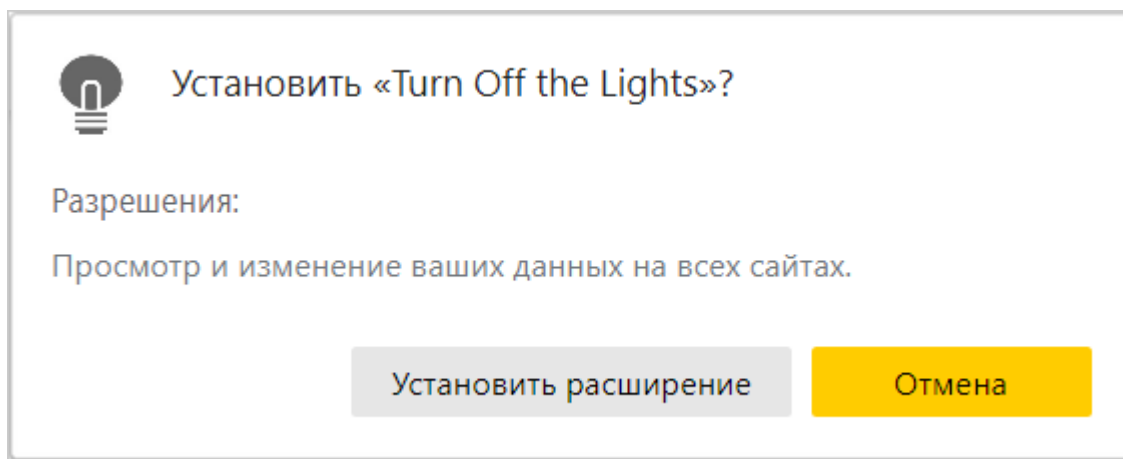 Установить «Turn Off the Lights»?
Разрешения:
Просмотр и изменение ваших данных на всех сайтах.
Установить расширение
Отмена